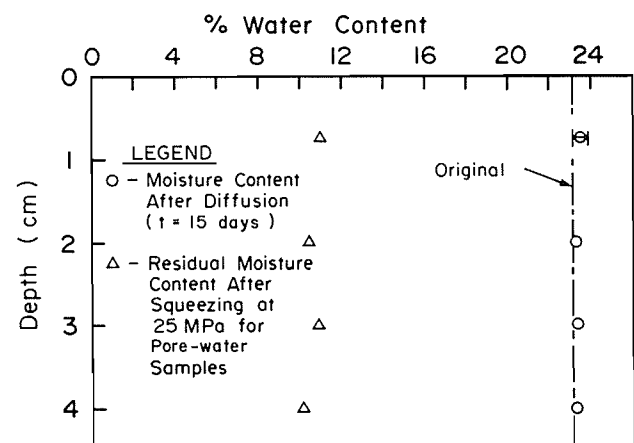 % Water Content
0 4 8 12 16 20 24
0
1
2
3
4
Depth (cm)
LEGEND
O - Moisture Content
After Diffusion
(t = 15 days)
△ - Residual Moisture
Content After
Squeezing at
25 MPa for
Pore-water
Samples
Original